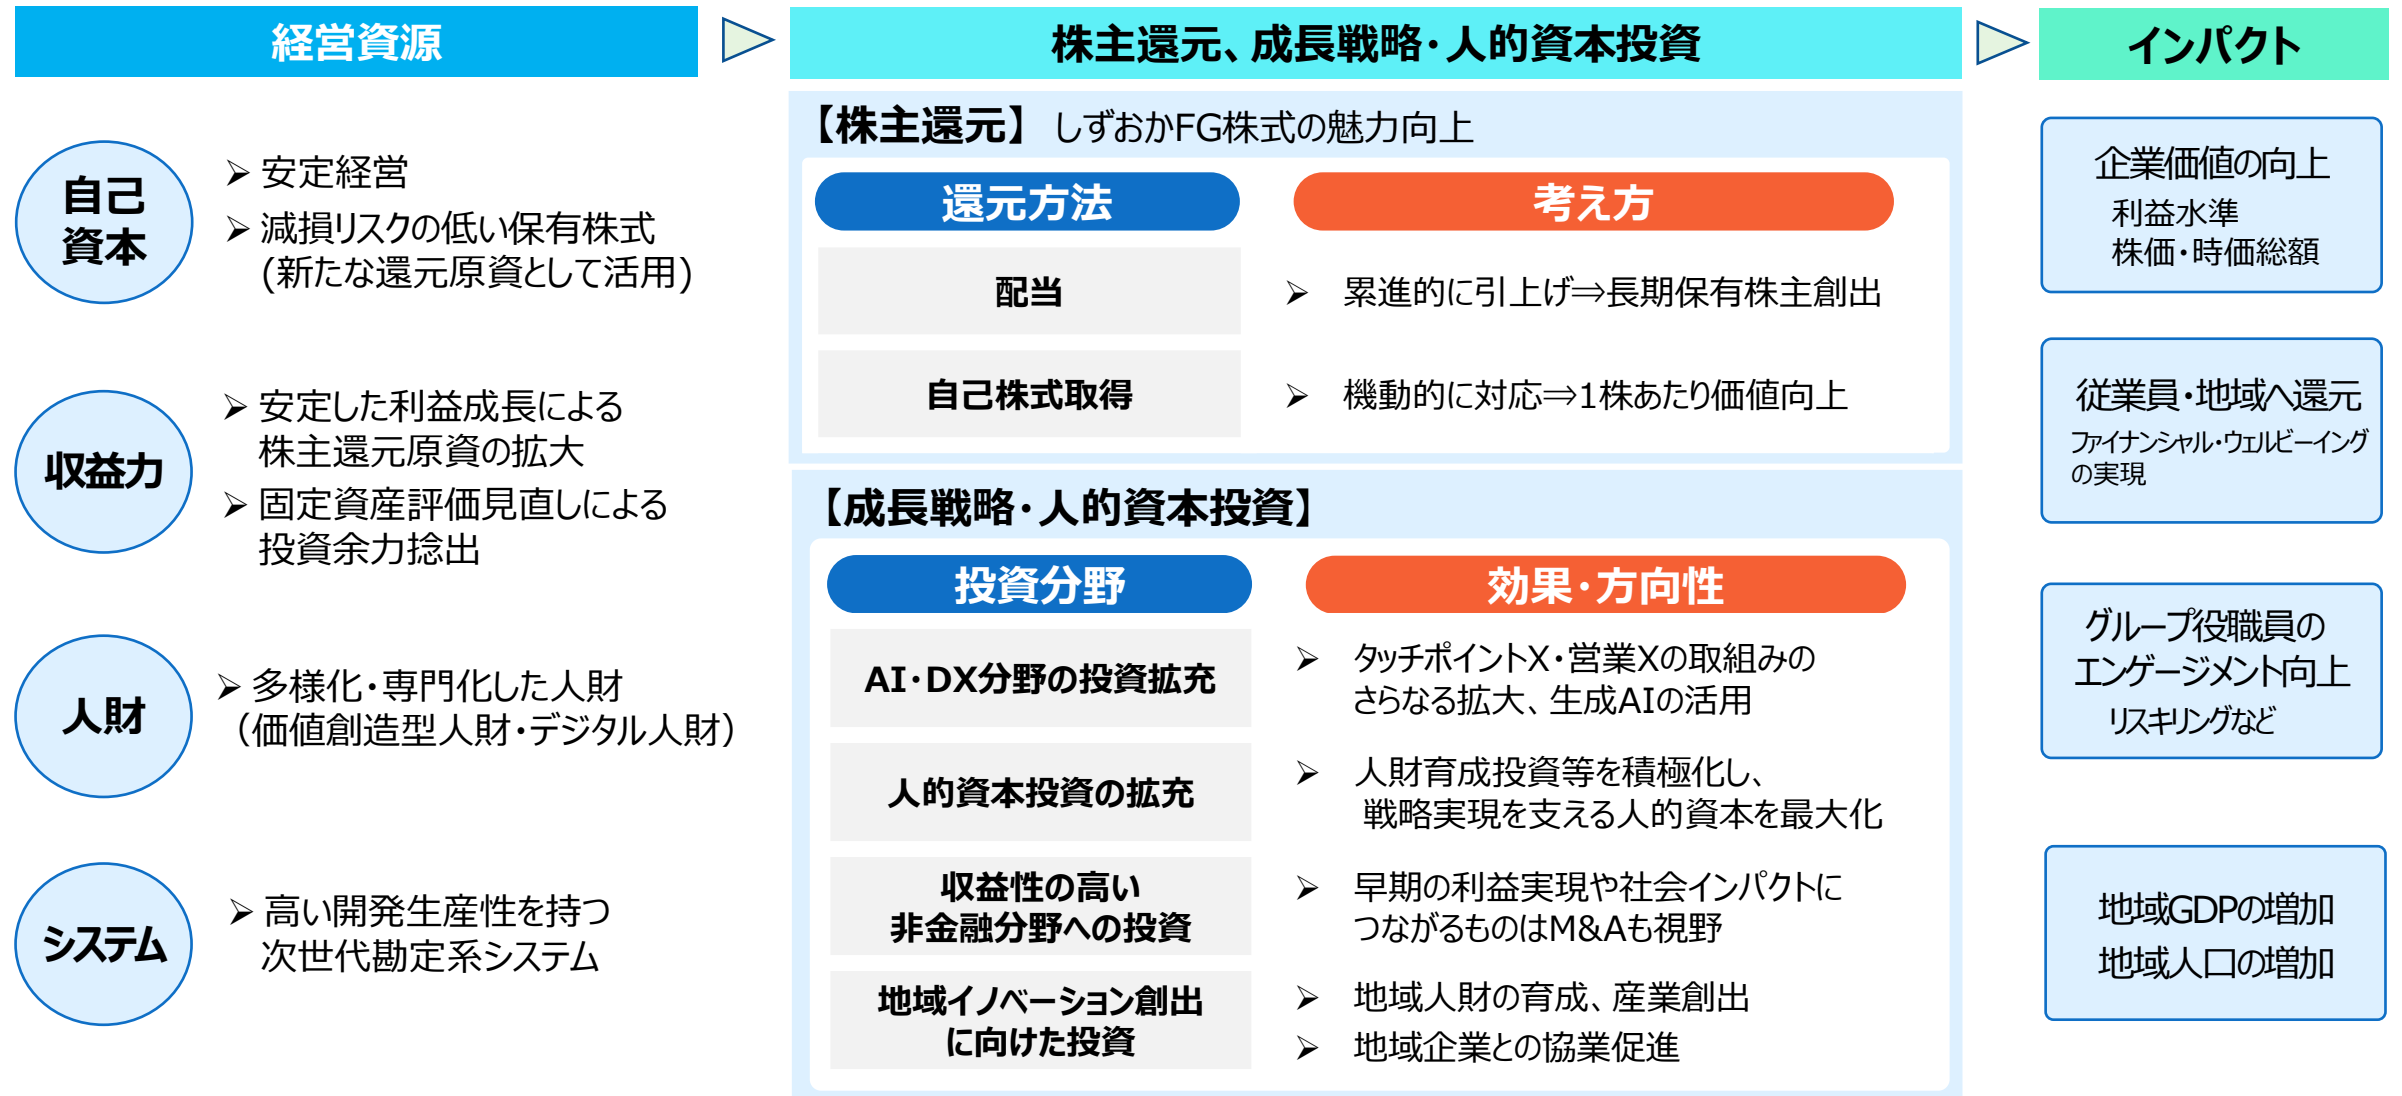 経営資源
株主還元、成長戦略・人的資本投資
インパクト
自己
資本
➢ 安定経営
➢ 減損リスクの低い保有株式
(新たな還元原資として活用)
収益力
➢ 安定した利益成長による
株主還元原資の拡大
➢ 固定資産評価見直しによる
投資余力捻出
人財
➢ 多様化・専門化した人財
（価値創造型人財・デジタル人財）
システム
➢ 高い開発生産性を持つ
次世代勘定系システム
【株主還元】 しずおかFG株式の魅力向上
還元方法
考え方
配当
➢ 累進的に引上げ⇒長期保有株主創出
自己株式取得
➢ 機動的に対応⇒1株あたり価値向上
【成長戦略・人的資本投資】
投資分野
効果・方向性
AI・DX分野の投資拡充
➢ タッチポイントX・営業Xの取組みの
さらなる拡大、生成AIの活用
人的資本投資の拡充
➢ 人財育成投資等を積極化し、
戦略実現を支える人的資本を最大化
収益性の高い
非金融分野への投資
➢ 早期の利益実現や社会インパクトに
つながるものはM&Aも視野
地域イノベーション創出
に向けた投資
➢ 地域人財の育成、産業創出
➢ 地域企業との協業促進
企業価値の向上
利益水準
株価・時価総額
従業員・地域へ還元
ファイナンシャル・ウェルビーイング
の実現
グループ役職員の
エンゲージメント向上
リスキリングなど
地域GDPの増加
地域人口の増加